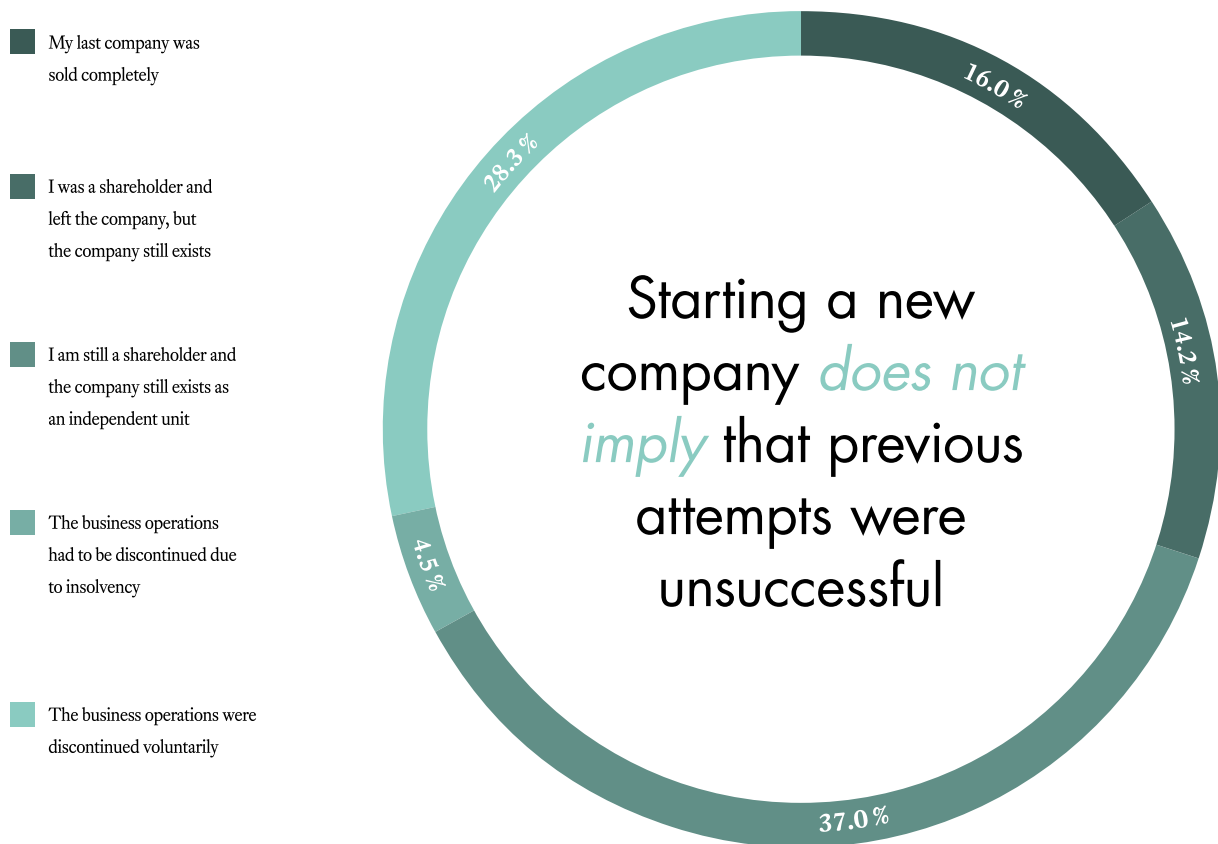 My last company was
sold completely
I was a shareholder and
left the company, but
the company still exists
I am still a shareholder and
the company still exists as
an independent unit
The business operations
had to be discontinued due
to insolvency
The business operations were
discontinued voluntarily
16.0 %
14.2 %
37.0 %
4.5 %
28.3 %
Starting a new
company does not
imply that previous
attempts were
unsuccessful